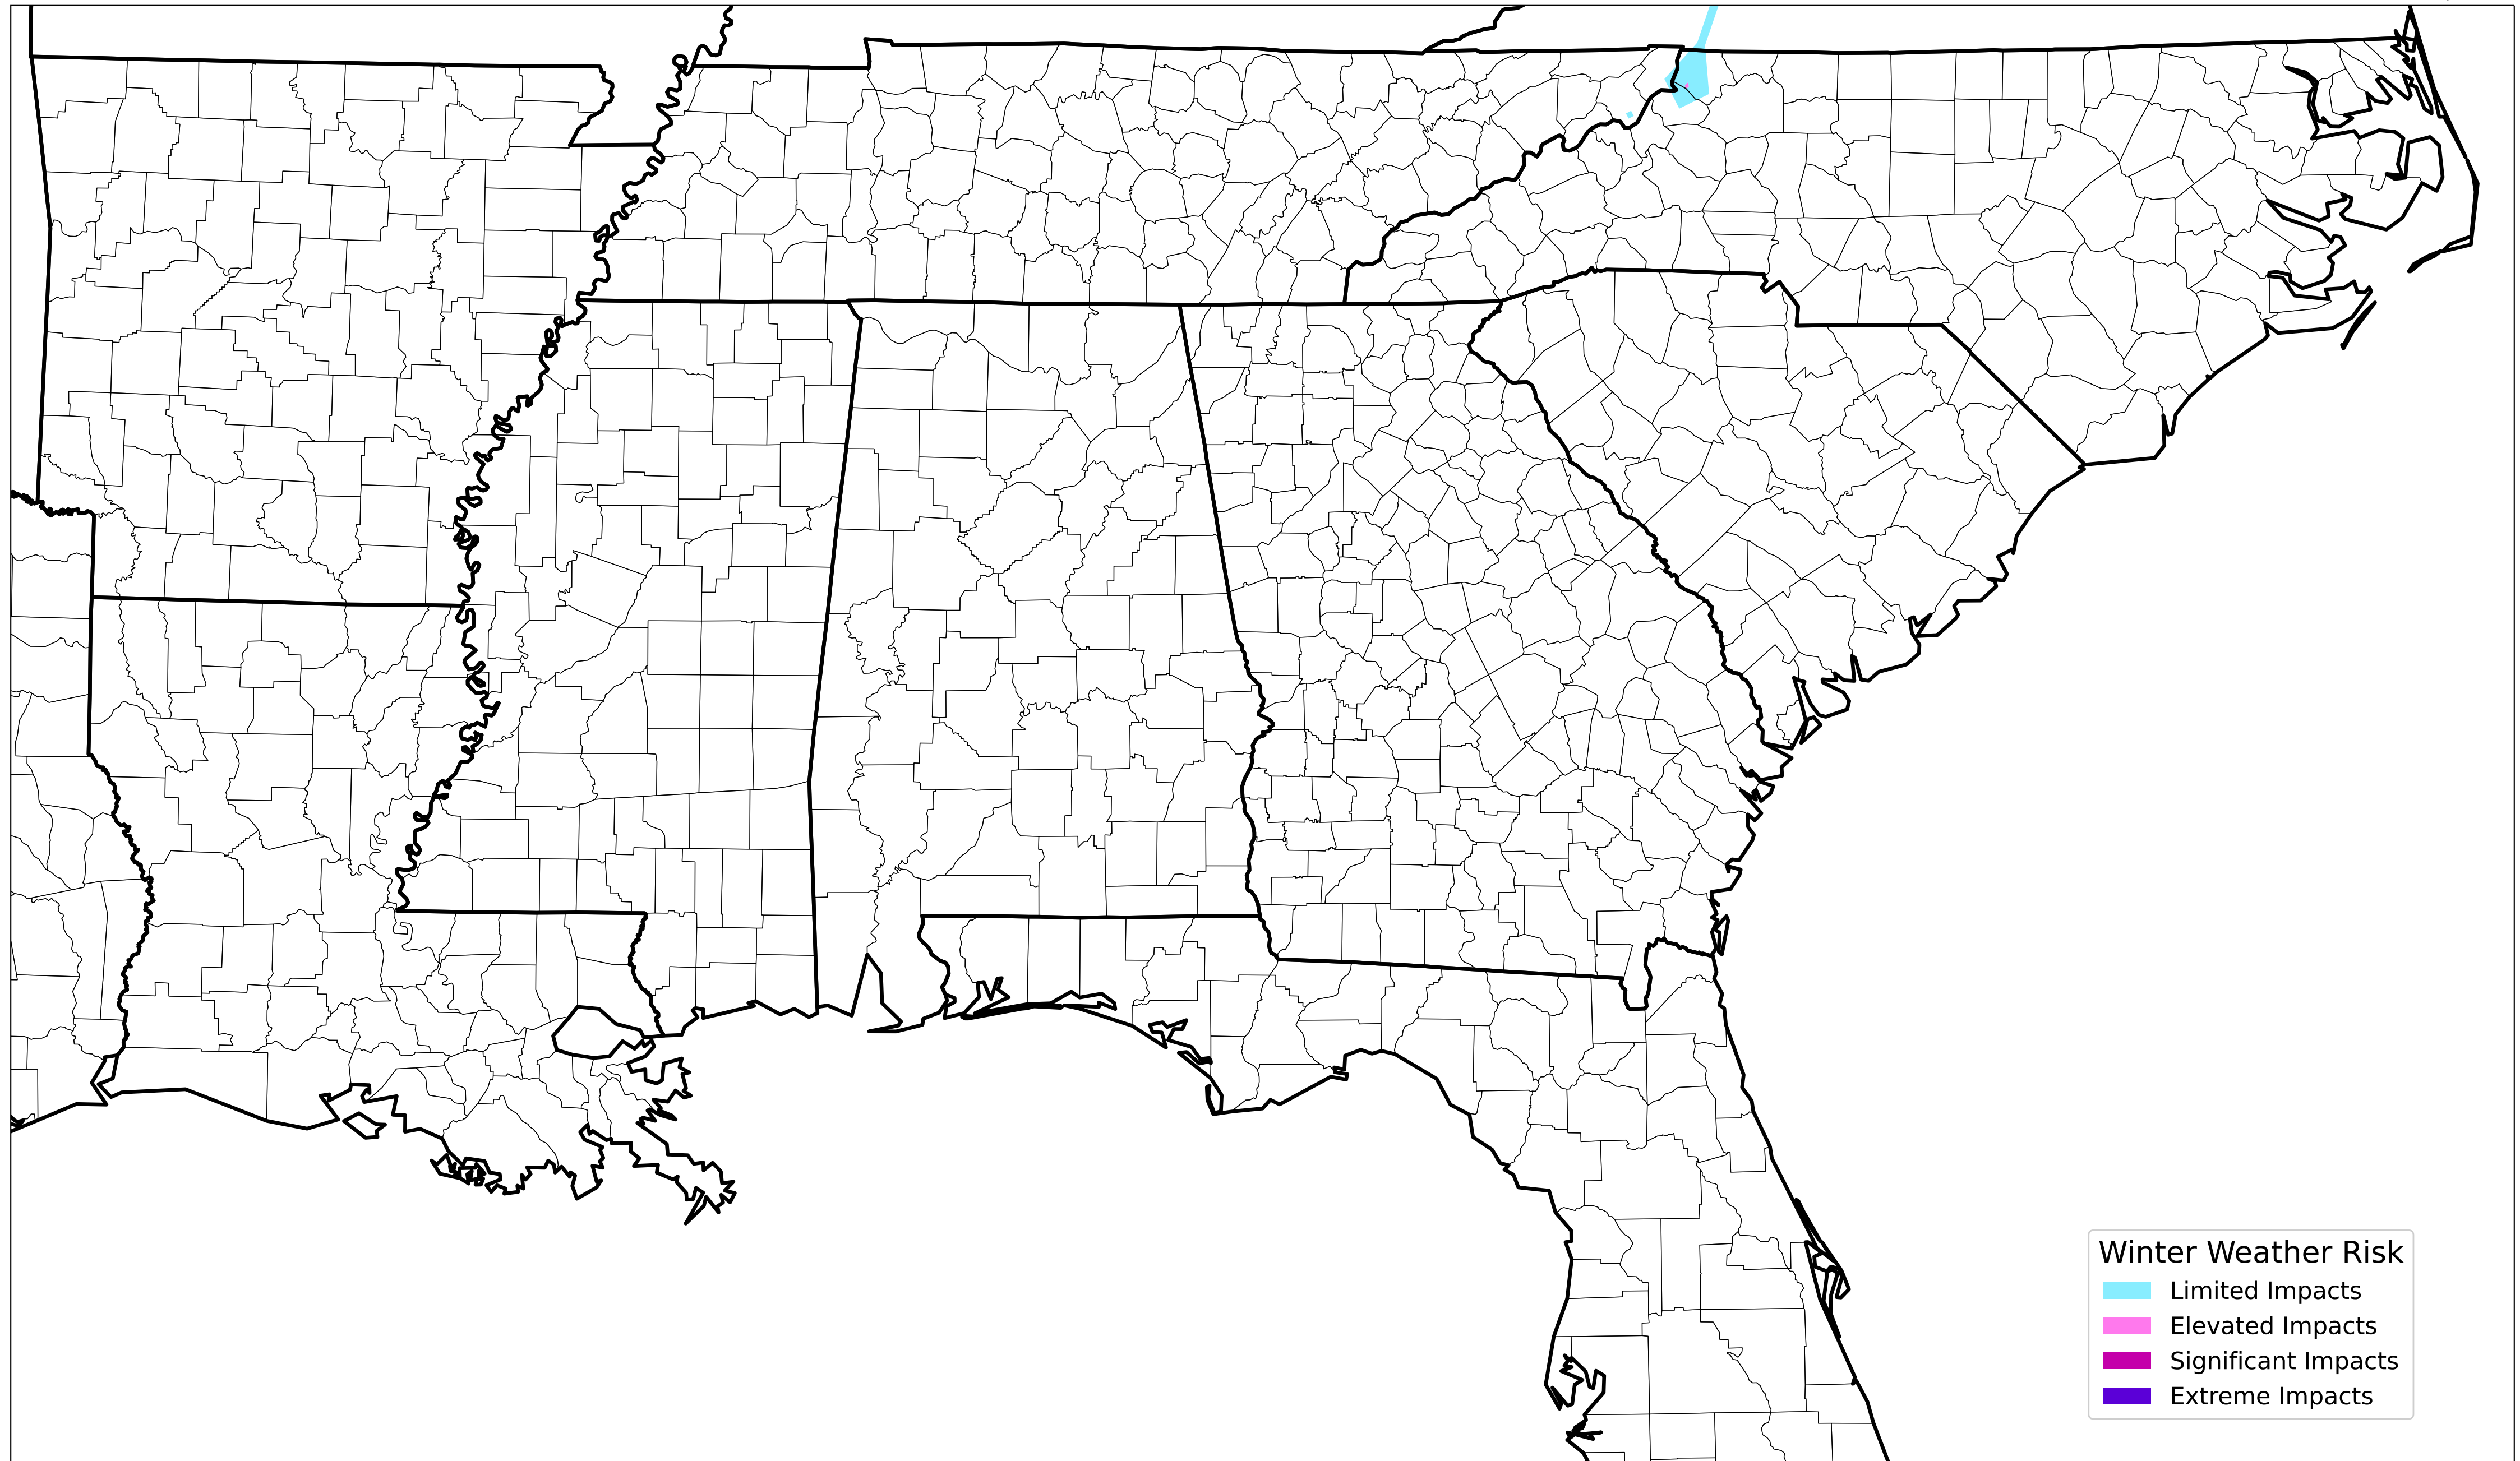 Winter Weather Risk
Limited Impacts
Elevated Impacts
Significant Impacts
Extreme Impacts